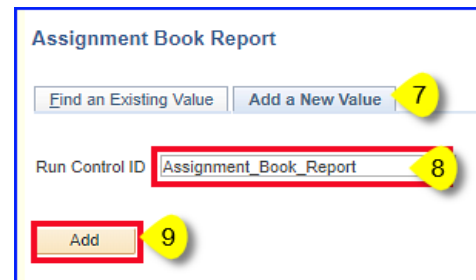 Assignment Book Report
Find an Existing Value Add a New Value 7
Run Control ID Assignment_Book_Report 8
Add 9